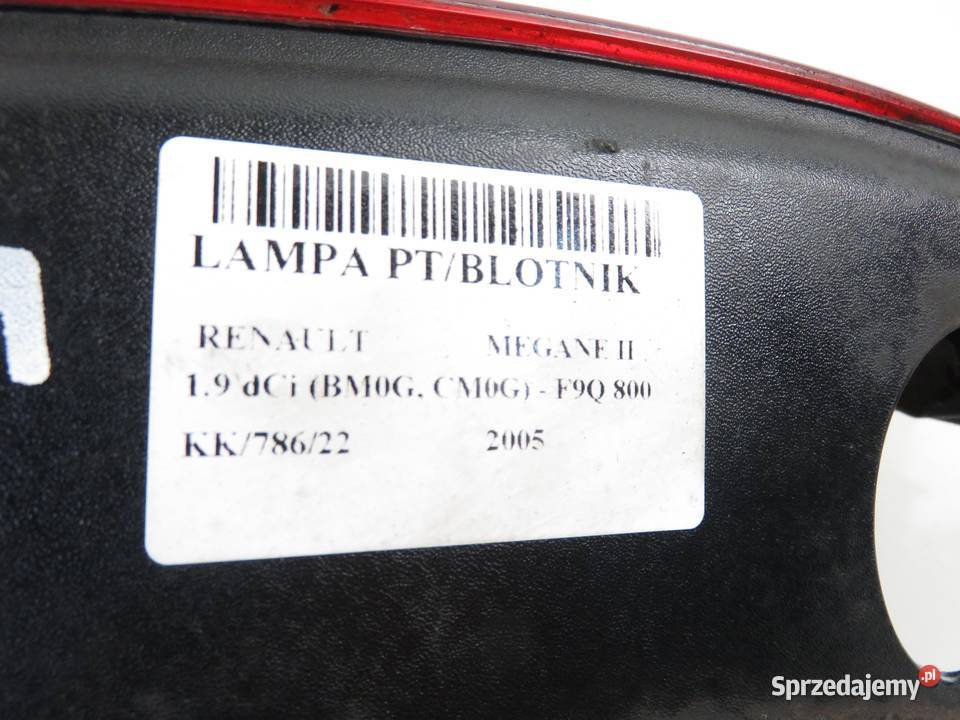 LAMPA PT/BLOTNIK
RENAULT MEGANE II
1.9 dCi (BM0G, CM0G) - F9Q 800
KK/786/22 2005
Sprzedajemy.pl